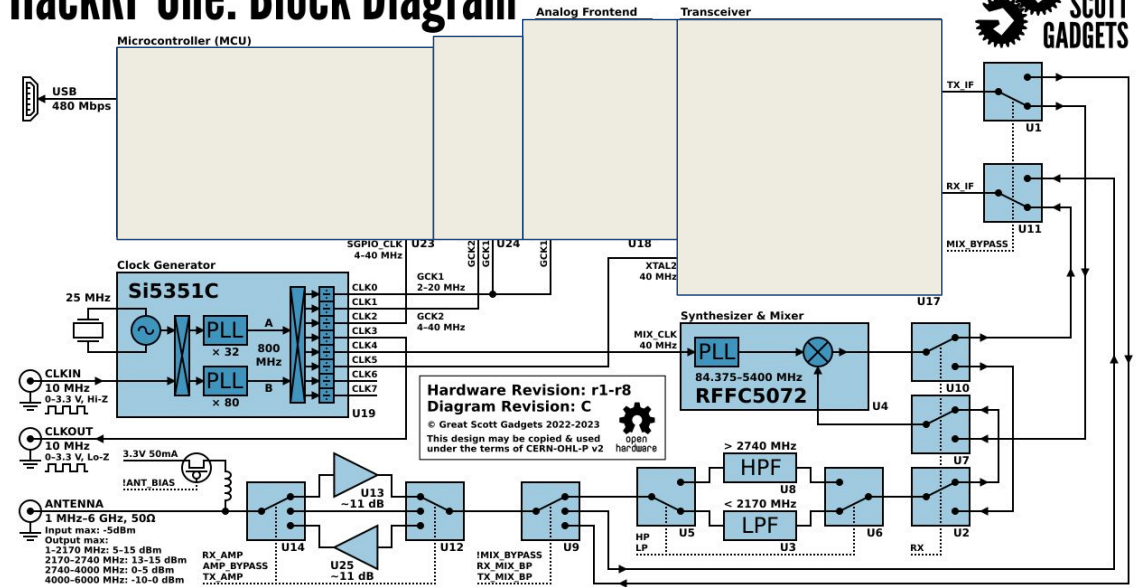 HackRF One: Block Diagram
SCOTT
GADGETS
Analog Frontend
Transceiver
Microcontroller (MCU)
USB
480 Mbps
TX_IF
U1
RX_IF
U11
MIX_BYPASS
SGPIO_CLK
4–40 MHz
U23
GCK2
GCK1
U24
GCK1
U18
XTAL2
40 MHz
U17
Clock Generator
Si5351C
25 MHz
PLL
× 32
A
800
MHz
PLL
× 80
B
CLK0
CLK1
CLK2
CLK3
CLK4
CLK5
CLK6
CLK7
U19
GCK1
2–20 MHz
GCK2
4–40 MHz
CLKIN
10 MHz
0–3.3 V, Hi-Z
CLKOUT
10 MHz
0–3.3 V, Lo-Z
Synthesizer & Mixer
MIX_CLK
40 MHz
PLL
84.375–5400 MHz
RFFC5072
U4
U10
U7
Hardware Revision: r1-r8
Diagram Revision: C
© Great Scott Gadgets 2022-2023
This design may be copied & used
under the terms of CERN-OHL-P v2
open
hardware
3.3V 50mA
!ANT_BIAS
ANTENNA
1 MHz–6 GHz, 50Ω
Input max: -5dBm
Output max:
1–2170 MHz: 5–15 dBm
2170–2740 MHz: 13–15 dBm
2740–4000 MHz: 0–5 dBm
4000–6000 MHz: -10–0 dBm
U14
RX_AMP
AMP_BYPASS
TX_AMP
U13
~11 dB
U25
~11 dB
U12
U9
!MIX_BYPASS
RX_MIX_BP
TX_MIX_BP
U5
HP
LP
> 2740 MHz
HPF
U8
< 2170 MHz
LPF
U3
U6
U2
RX